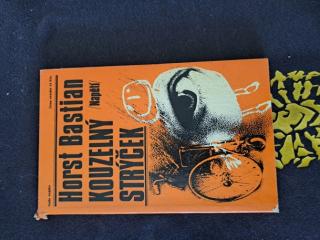 Horst Bastian
KOUZELNÝ
STRÝČEK
/Napětí/